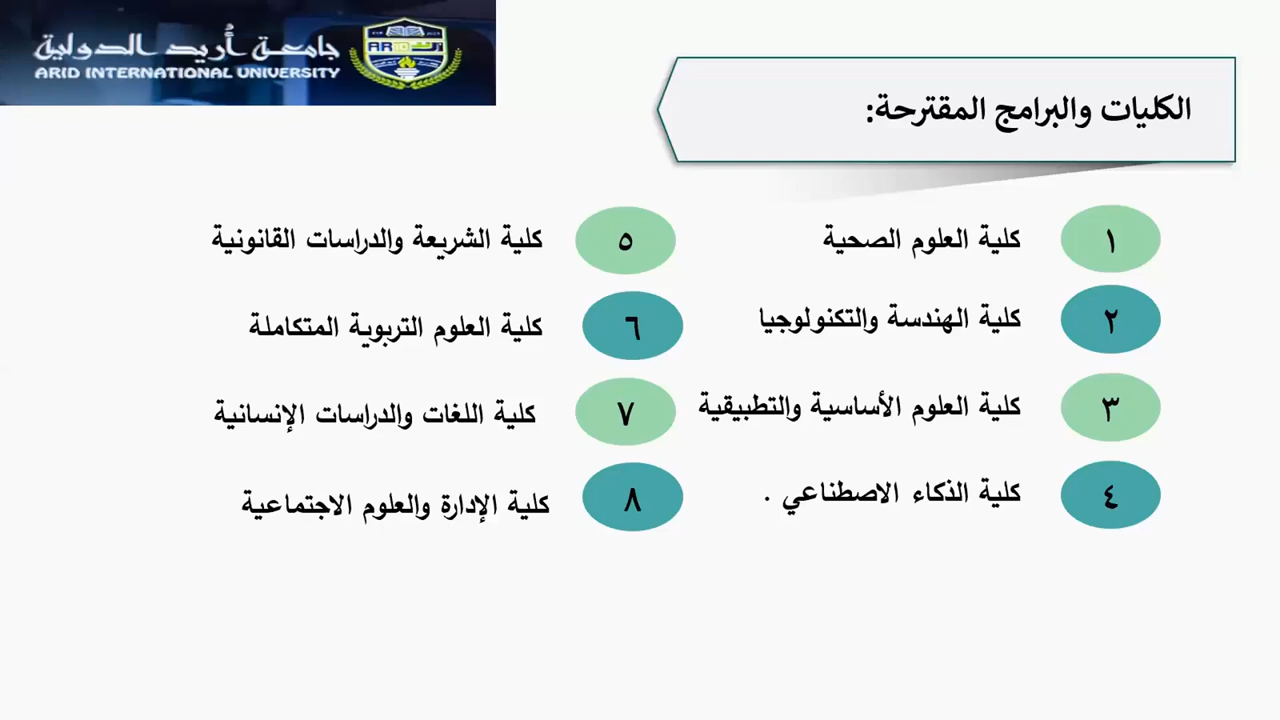 جامعة أُريد الدولية
ARID INTERNATIONAL UNIVERSITY
ARID
الكليات والبرامج المقترحة:
١ كلية العلوم الصحية
٢ كلية الهندسة والتكنولوجيا
٣ كلية العلوم الأساسية والتطبيقية
٤ كلية الذكاء الاصطناعي .
٥ كلية الشريعة والدراسات القانونية
٦ كلية العلوم التربوية المتكاملة
٧ كلية اللغات والدراسات الإنسانية
٨ كلية الإدارة والعلوم الاجتماعية